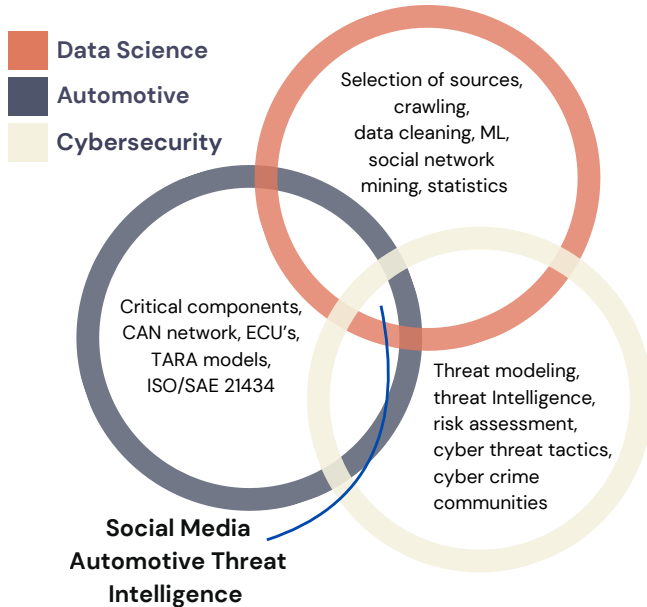 Data Science
Automotive
Cybersecurity
Selection of sources,
crawling,
data cleaning, ML,
social network
mining, statistics
Critical components,
CAN network, ECU's,
TARA models,
ISO/SAE 21434
Threat modeling,
threat Intelligence,
risk assessment,
cyber threat tactics,
cyber crime
communities
Social Media
Automotive Threat
Intelligence